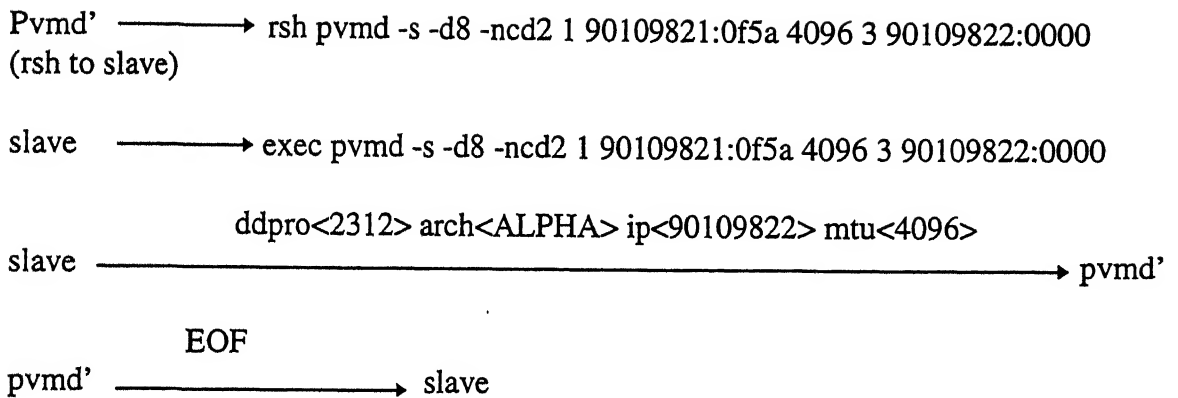 Pvmd' rsh pvmd -s -d8 -ncd2 1 90109821:0f5a 4096 3 90109822:0000
(rsh to slave)
slave exec pvmd -s -d8 -ncd2 1 90109821:0f5a 4096 3 90109822:0000
ddpro<2312> arch<ALPHA> ip<90109822> mtu<4096>
slave pvmd'
EOF
pvmd' slave